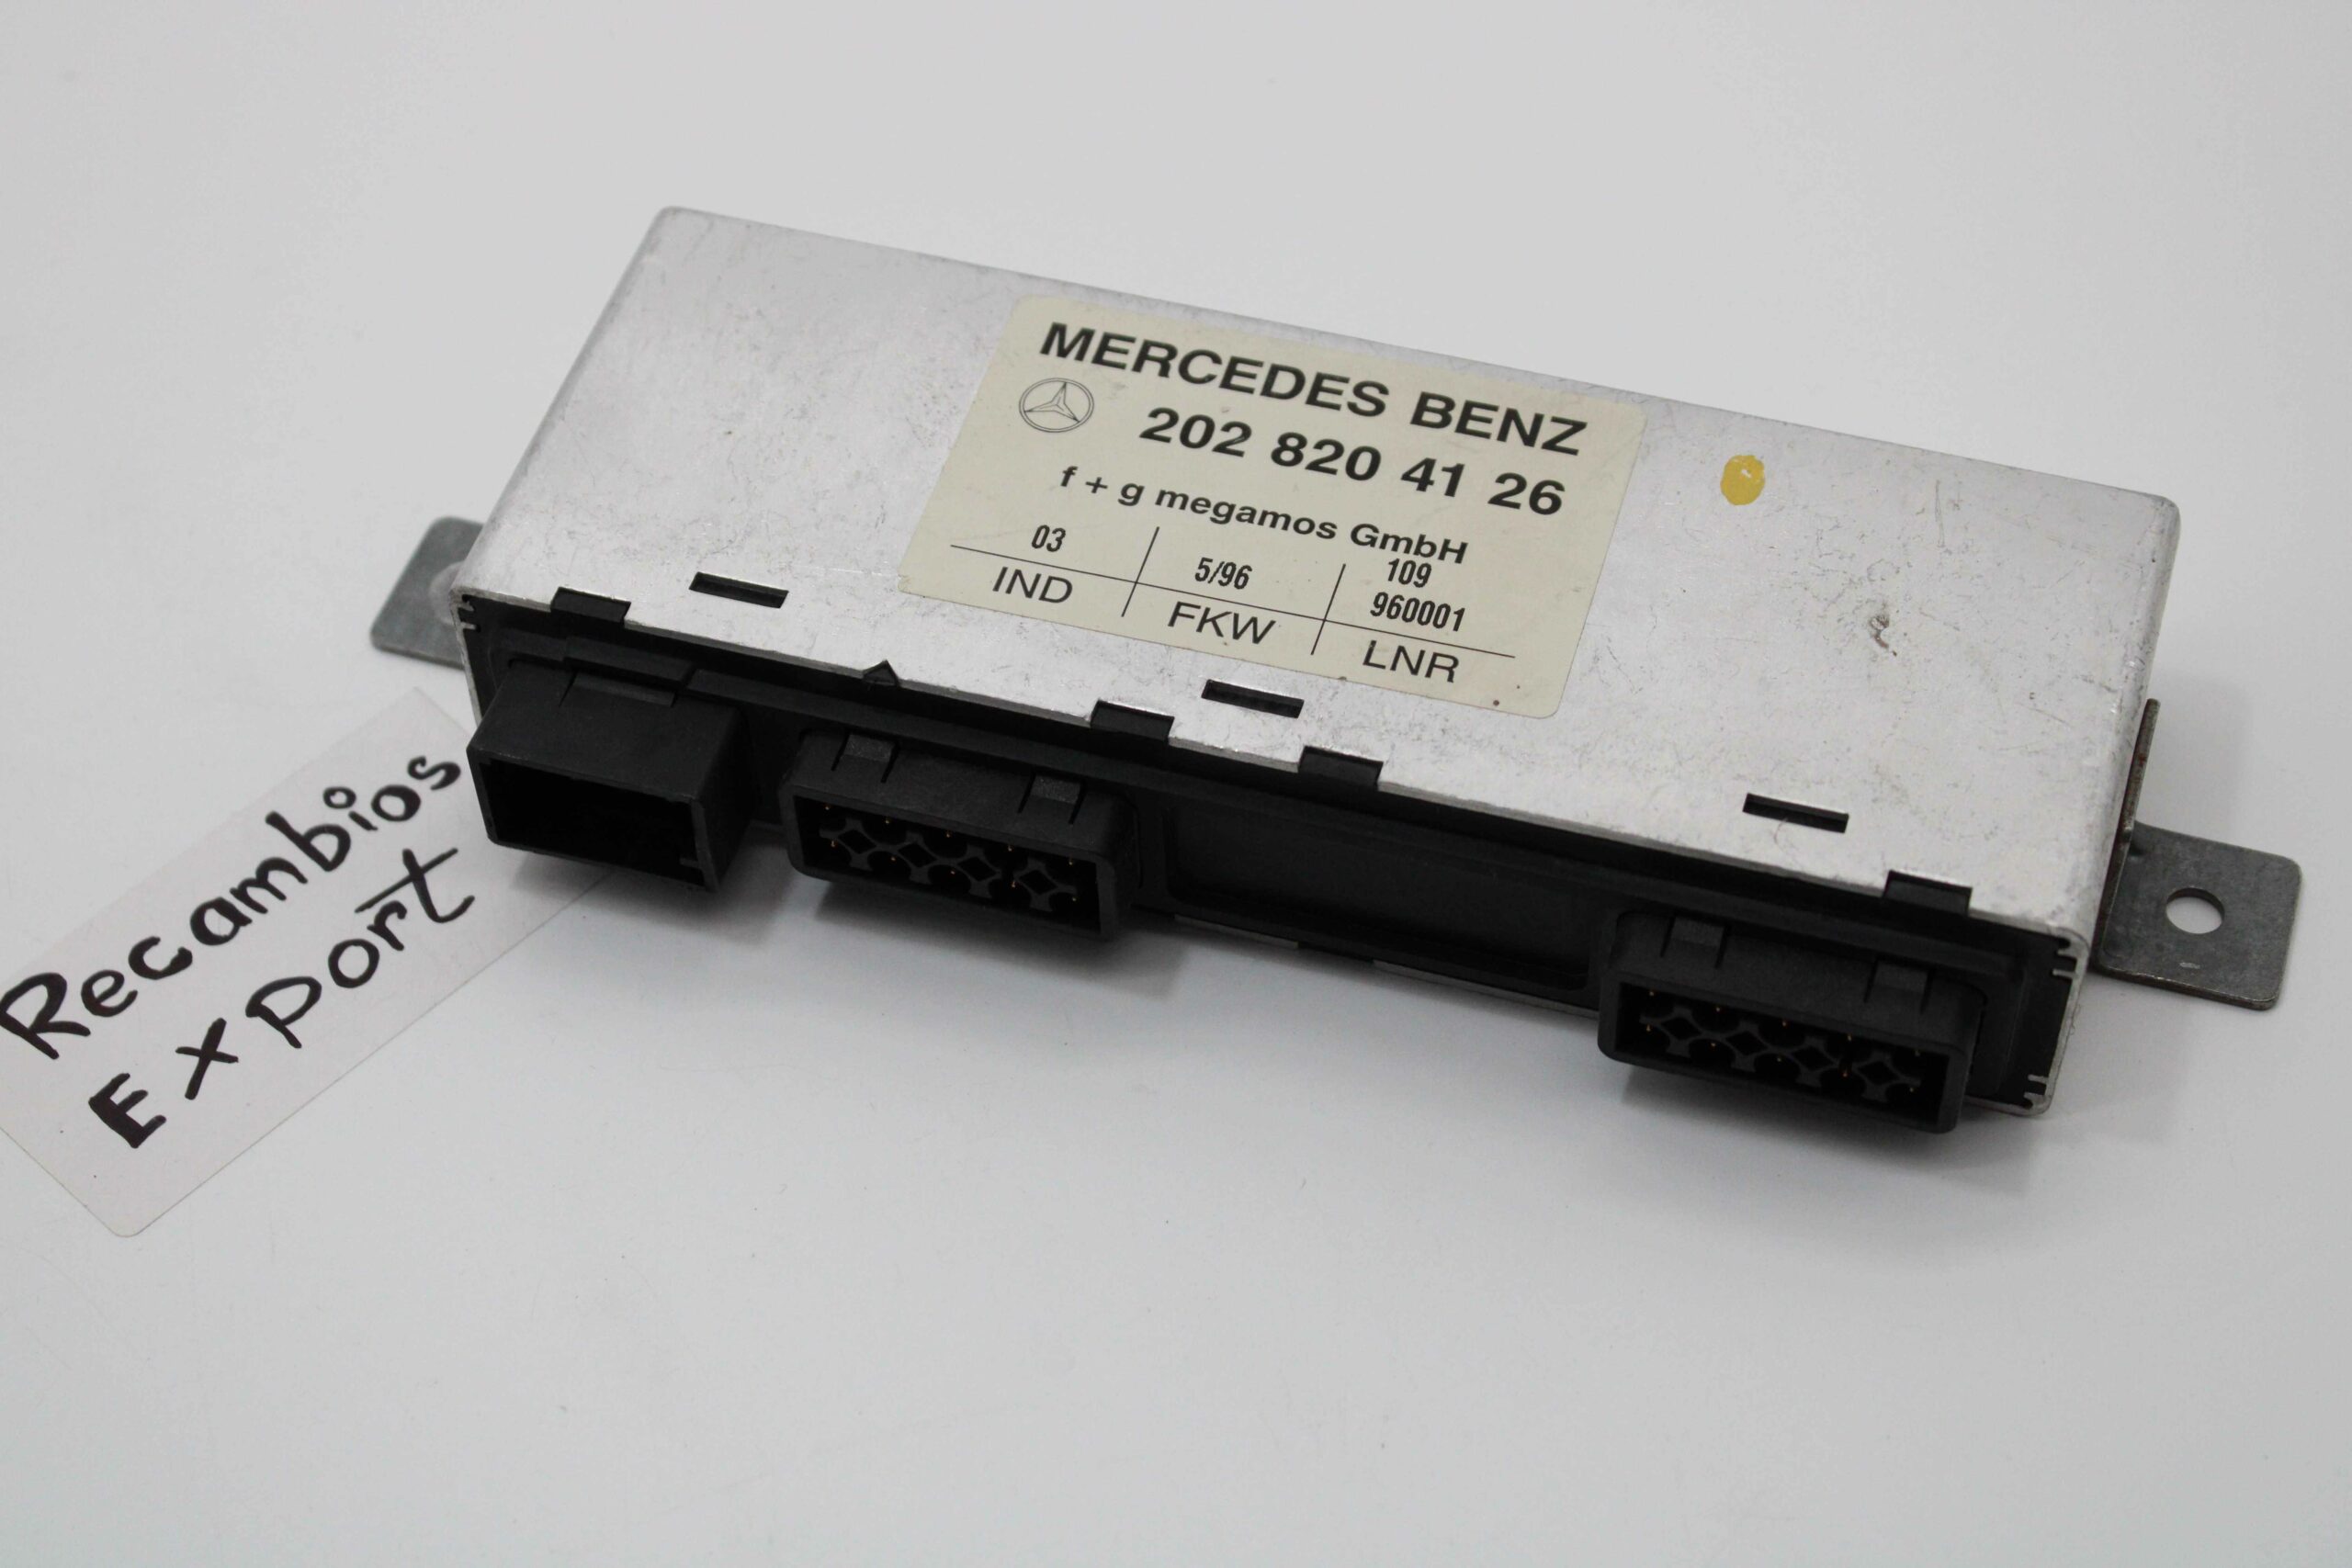 MERCEDES BENZ
202 820 41 26
f + g megamos GmbH
03 5/96 109
960001
IND FKW LNR
Recambios
Export